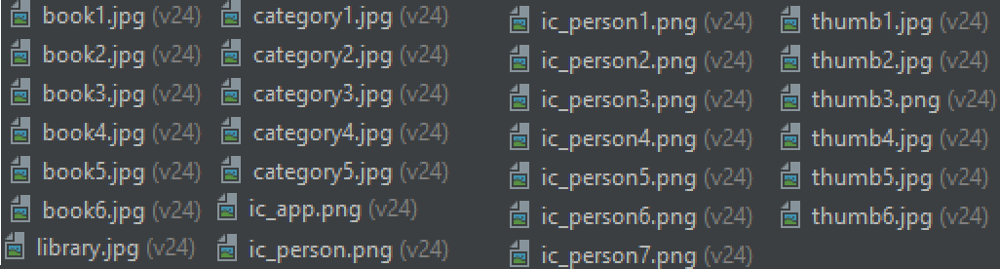 book1.jpg (v24)
book2.jpg (v24)
book3.jpg (v24)
book4.jpg (v24)
book5.jpg (v24)
book6.jpg (v24)
library.jpg (v24)
category1.jpg (v24)
category2.jpg (v24)
category3.jpg (v24)
category4.jpg (v24)
category5.jpg (v24)
ic_app.png (v24)
ic_person.png (v24)
ic_person1.png (v24)
ic_person2.png (v24)
ic_person3.png (v24)
ic_person4.png (v24)
ic_person5.png (v24)
ic_person6.png (v24)
ic_person7.png (v24)
thumb1.jpg (v24)
thumb2.jpg (v24)
thumb3.png (v24)
thumb4.jpg (v24)
thumb5.jpg (v24)
thumb6.jpg (v24)